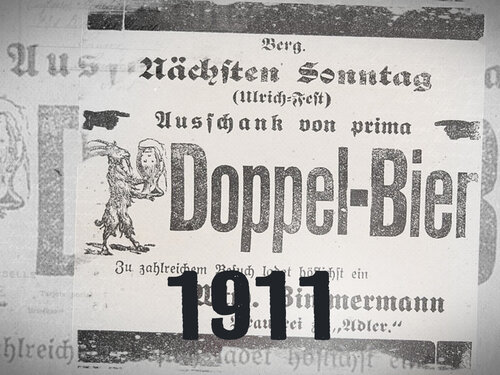 Berg.
Nächsten Sonntag
(Ulrich-Fest)
Ausschank von prima
Doppel-Bier
Zu zahlreichem Besuch ladet höflichst ein
Zimmermann
"Adler."
1911